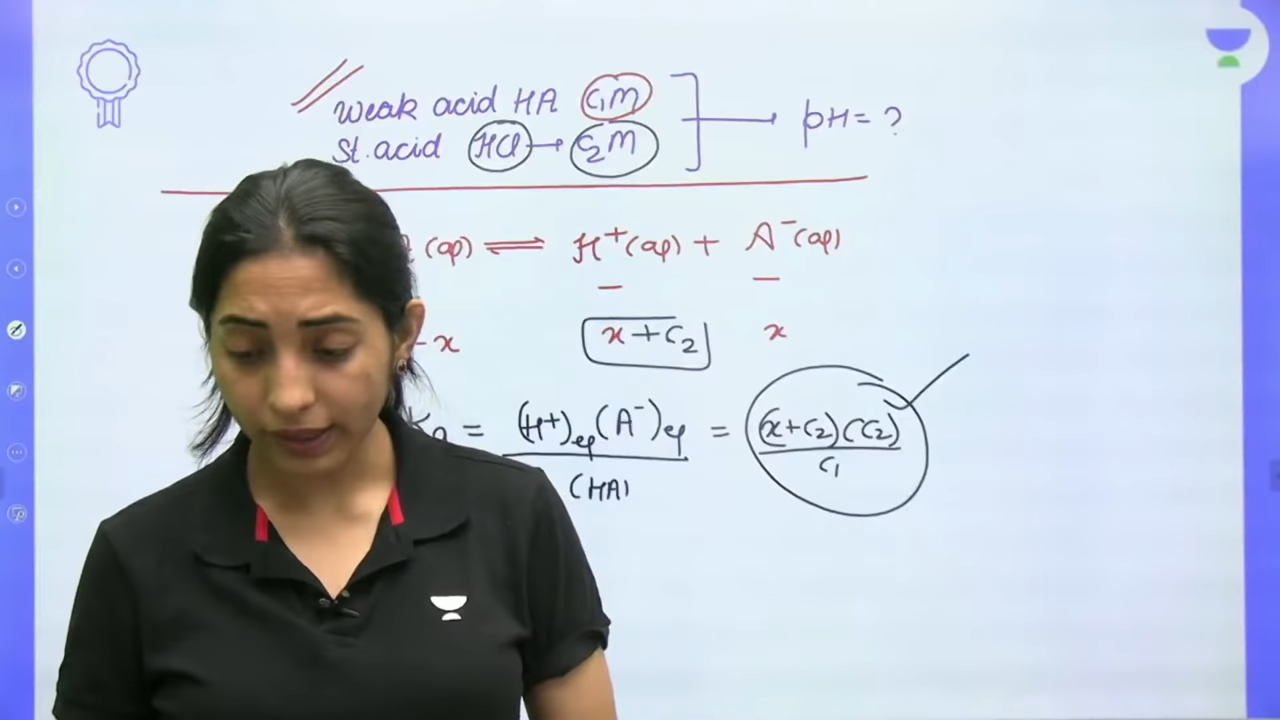 Weak acid HA C₁M
St. acid HCl → C₂M
pH = ?
(aq) ⇌ H⁺(aq) + A⁻(aq)
– x   x + C₂   x
= (H⁺)eq (A⁻)eq / (HA) = (x+C₂)(C₂) / C₁